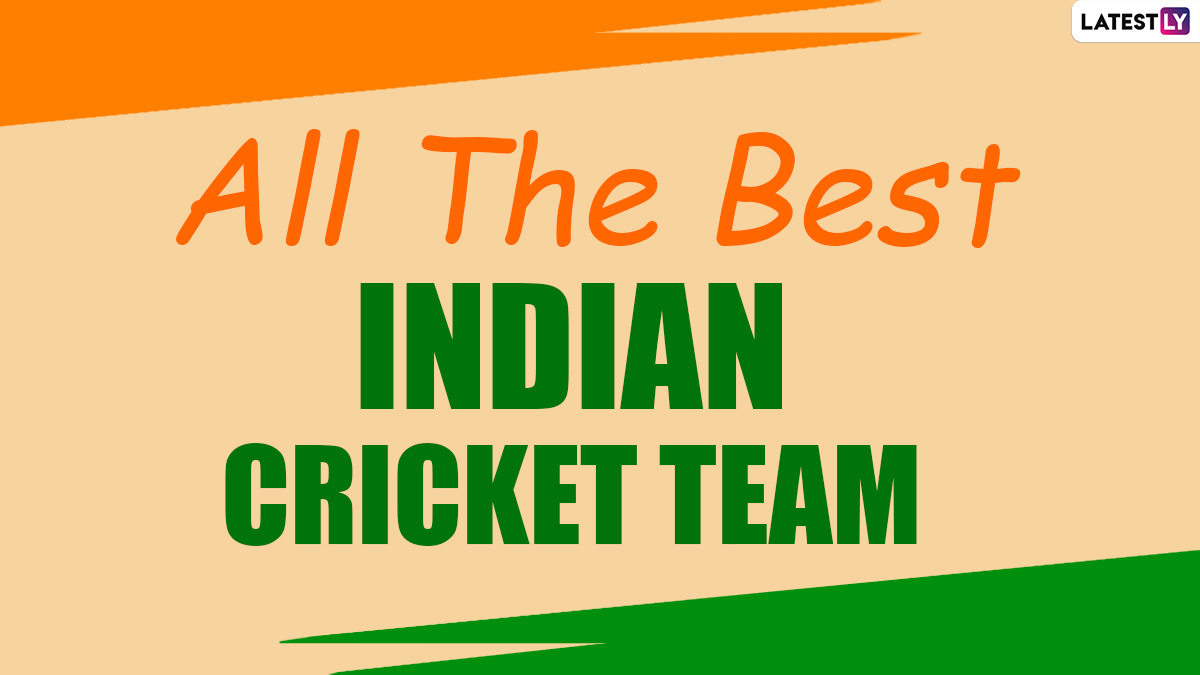 LATESTLY
All The Best
INDIAN
CRICKET TEAM